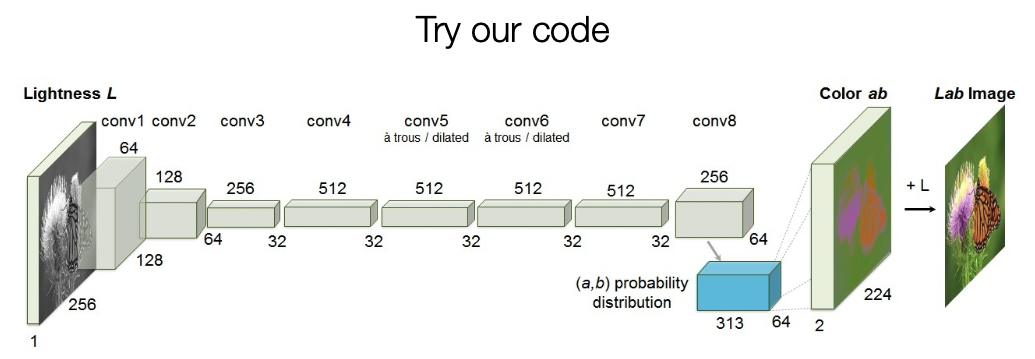 Try our code
Lightness L
Color ab
Lab Image
conv1 conv2 conv3 conv4 conv5 conv6 conv7 conv8
à trous / dilated
à trous / dilated
64
128
256
512
512
512
512
256
+ L
128
64
32
32
32
32
32
64
256
(a,b) probability
distribution
224
313
64
2
1